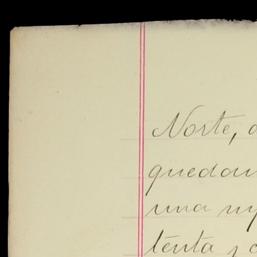 Norte,
quedan
una
tenta y